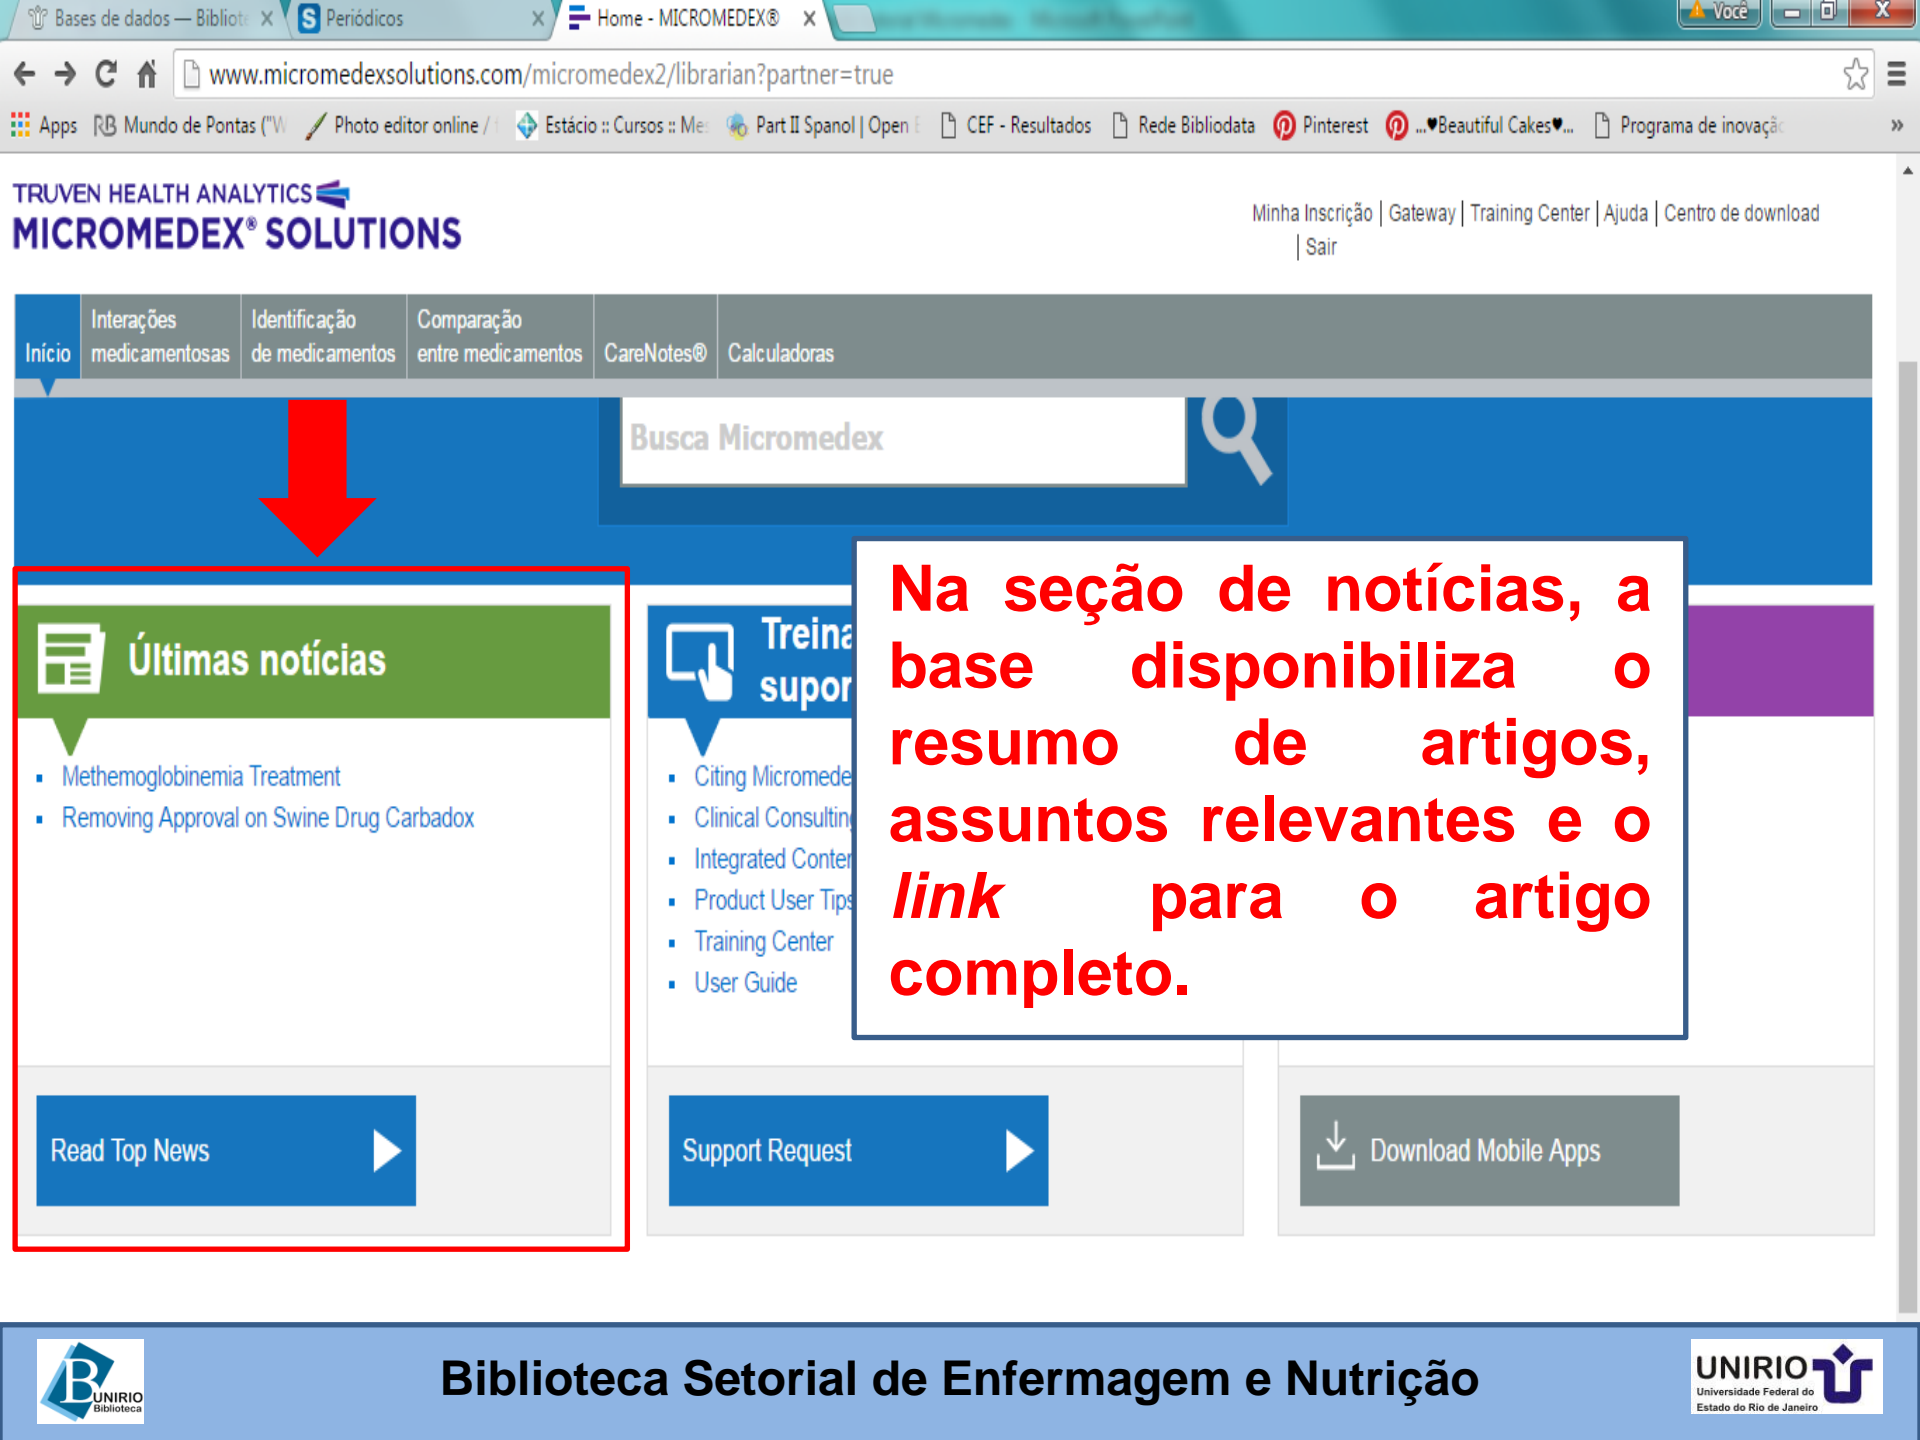 Bases de dados — Bibliot
Periódicos
Home - MICROMEDEX®
Você
www.micromedexsolutions.com/micromedex2/librarian?partner=true
Apps
Mundo de Pontas ("W
Photo editor online /
Estácio :: Cursos :: Me
Part II Spanol | Open
CEF - Resultados
Rede Bibliodata
Pinterest
...♥Beautiful Cakes♥...
Programa de inovaçã
»
TRUVEN HEALTH ANALYTICS
MICROMEDEX® SOLUTIONS
Minha Inscrição | Gateway | Training Center | Ajuda | Centro de download
| Sair
Início
Interações
medicamentosas
Identificação
de medicamentos
Comparação
entre medicamentos
CareNotes®
Calculadoras
Busca Micromedex
Últimas notícias
Methemoglobinemia Treatment
Removing Approval on Swine Drug Carbadox
Read Top News
Treina
supor
Citing Micromede
Clinical Consulting
Integrated Conter
Product User Tips
Training Center
User Guide
Support Request
Na seção de notícias, a
base disponibiliza o
resumo de artigos,
assuntos relevantes e o
link para o artigo
completo.
Download Mobile Apps
B UNIRIO
Biblioteca
Biblioteca Setorial de Enfermagem e Nutrição
UNIRIO
Universidade Federal do
Estado do Rio de Janeiro